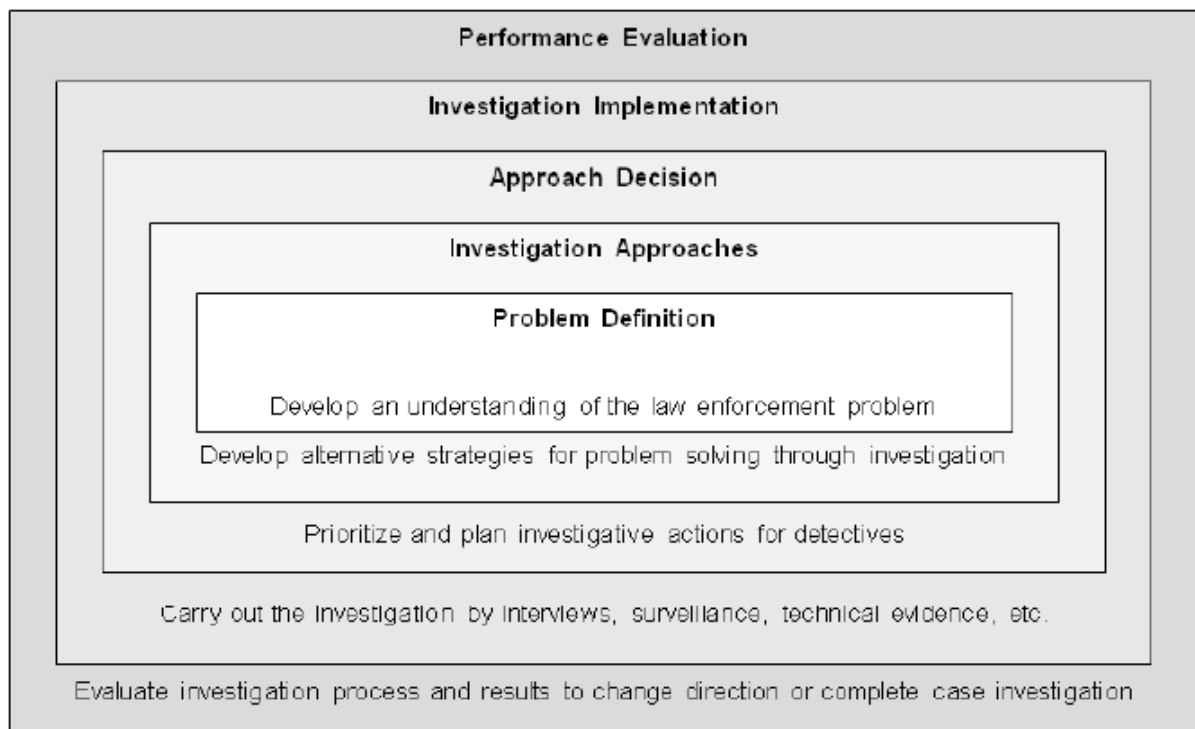 Performance Evaluation
Investigation Implementation
Approach Decision
Investigation Approaches
Problem Definition
Develop an understanding of the law enforcement problem
Develop alternative strategies for problem solving through investigation
Prioritize and plan investigative actions for detectives
Carry out the investigation by interviews, surveillance, technical evidence, etc.
Evaluate investigation process and results to change direction or complete case investigation